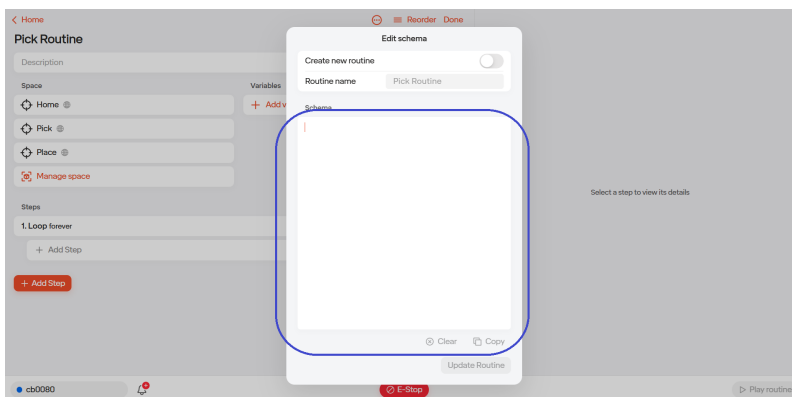 Home
Reorder Done
Pick Routine
Edit schema
Description
Create new routine
Routine name Pick Routine
Space
Variables
Home
Add v
Schema
Pick
Place
Manage space
Select a step to view its details
Steps
1. Loop forever
+ Add Step
+ Add Step
Clear Copy
Update Routine
cb0080
E-Stop
Play routine